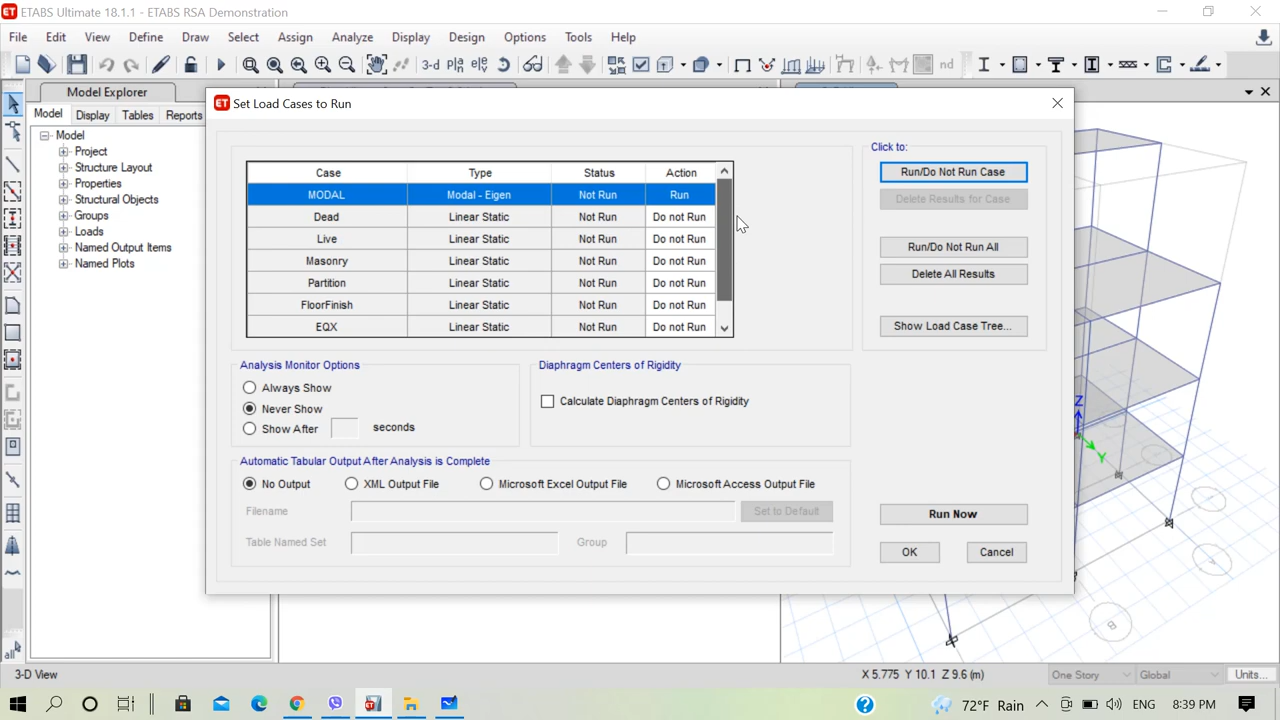 ETABS Ultimate 18.1.1 - ETABS RSA Demonstration
File Edit View Define Draw Select Assign Analyze Display Design Options Tools Help
3-d nd
Model Explorer
Model Display Tables Reports
Model
Project
Structure Layout
Properties
Structural Objects
Groups
Loads
Named Output Items
Named Plots
Set Load Cases to Run
Case Type Status Action
MODAL Modal - Eigen Not Run Run
Dead Linear Static Not Run Do not Run
Live Linear Static Not Run Do not Run
Masonry Linear Static Not Run Do not Run
Partition Linear Static Not Run Do not Run
FloorFinish Linear Static Not Run Do not Run
EQX Linear Static Not Run Do not Run
Click to:
Run/Do Not Run Case
Delete Results for Case
Run/Do Not Run All
Delete All Results
Show Load Case Tree...
Analysis Monitor Options
Always Show
Never Show
Show After seconds
Diaphragm Centers of Rigidity
Calculate Diaphragm Centers of Rigidity
Automatic Tabular Output After Analysis is Complete
No Output XML Output File Microsoft Excel Output File Microsoft Access Output File
Filename Set to Default
Table Named Set Group
Run Now
OK Cancel
Z
Y
A
B
all
3-D View X 5.775 Y 10.1 Z 9.6 (m) One Story Global Units...
72°F Rain ENG 8:39 PM